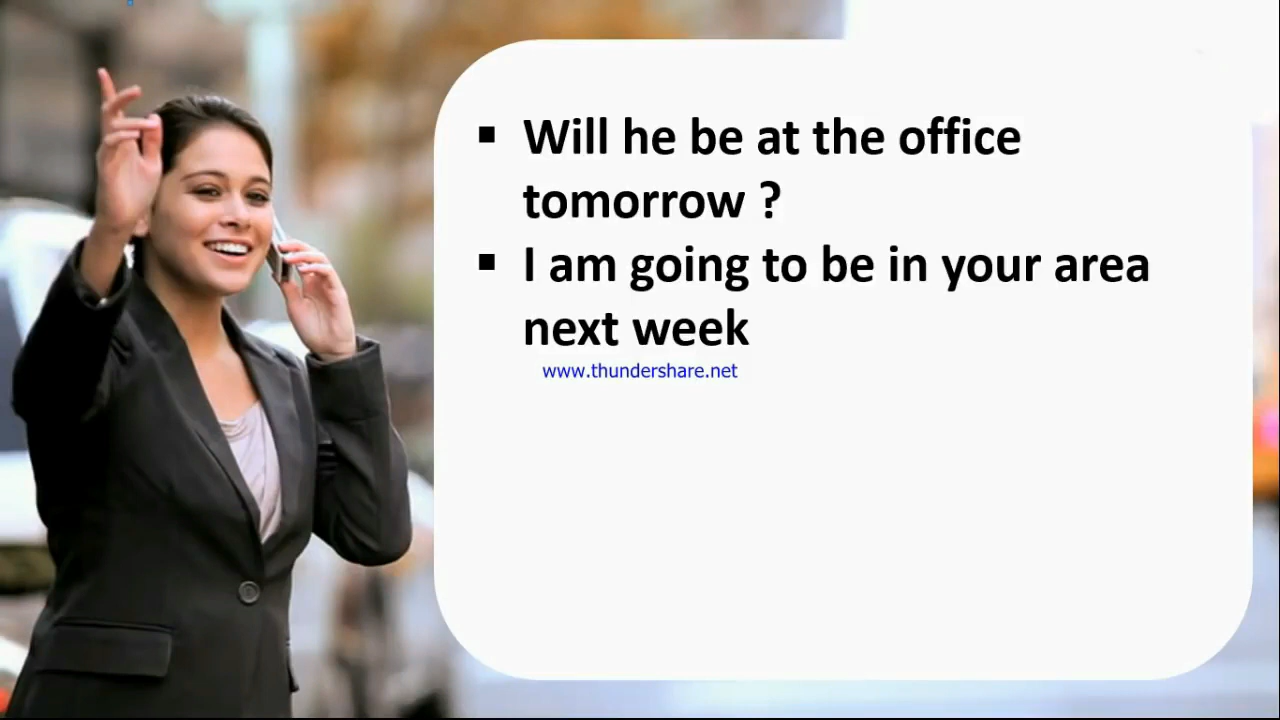 ▪ Will he be at the office
tomorrow ?
▪ I am going to be in your area
next week
www.thundershare.net